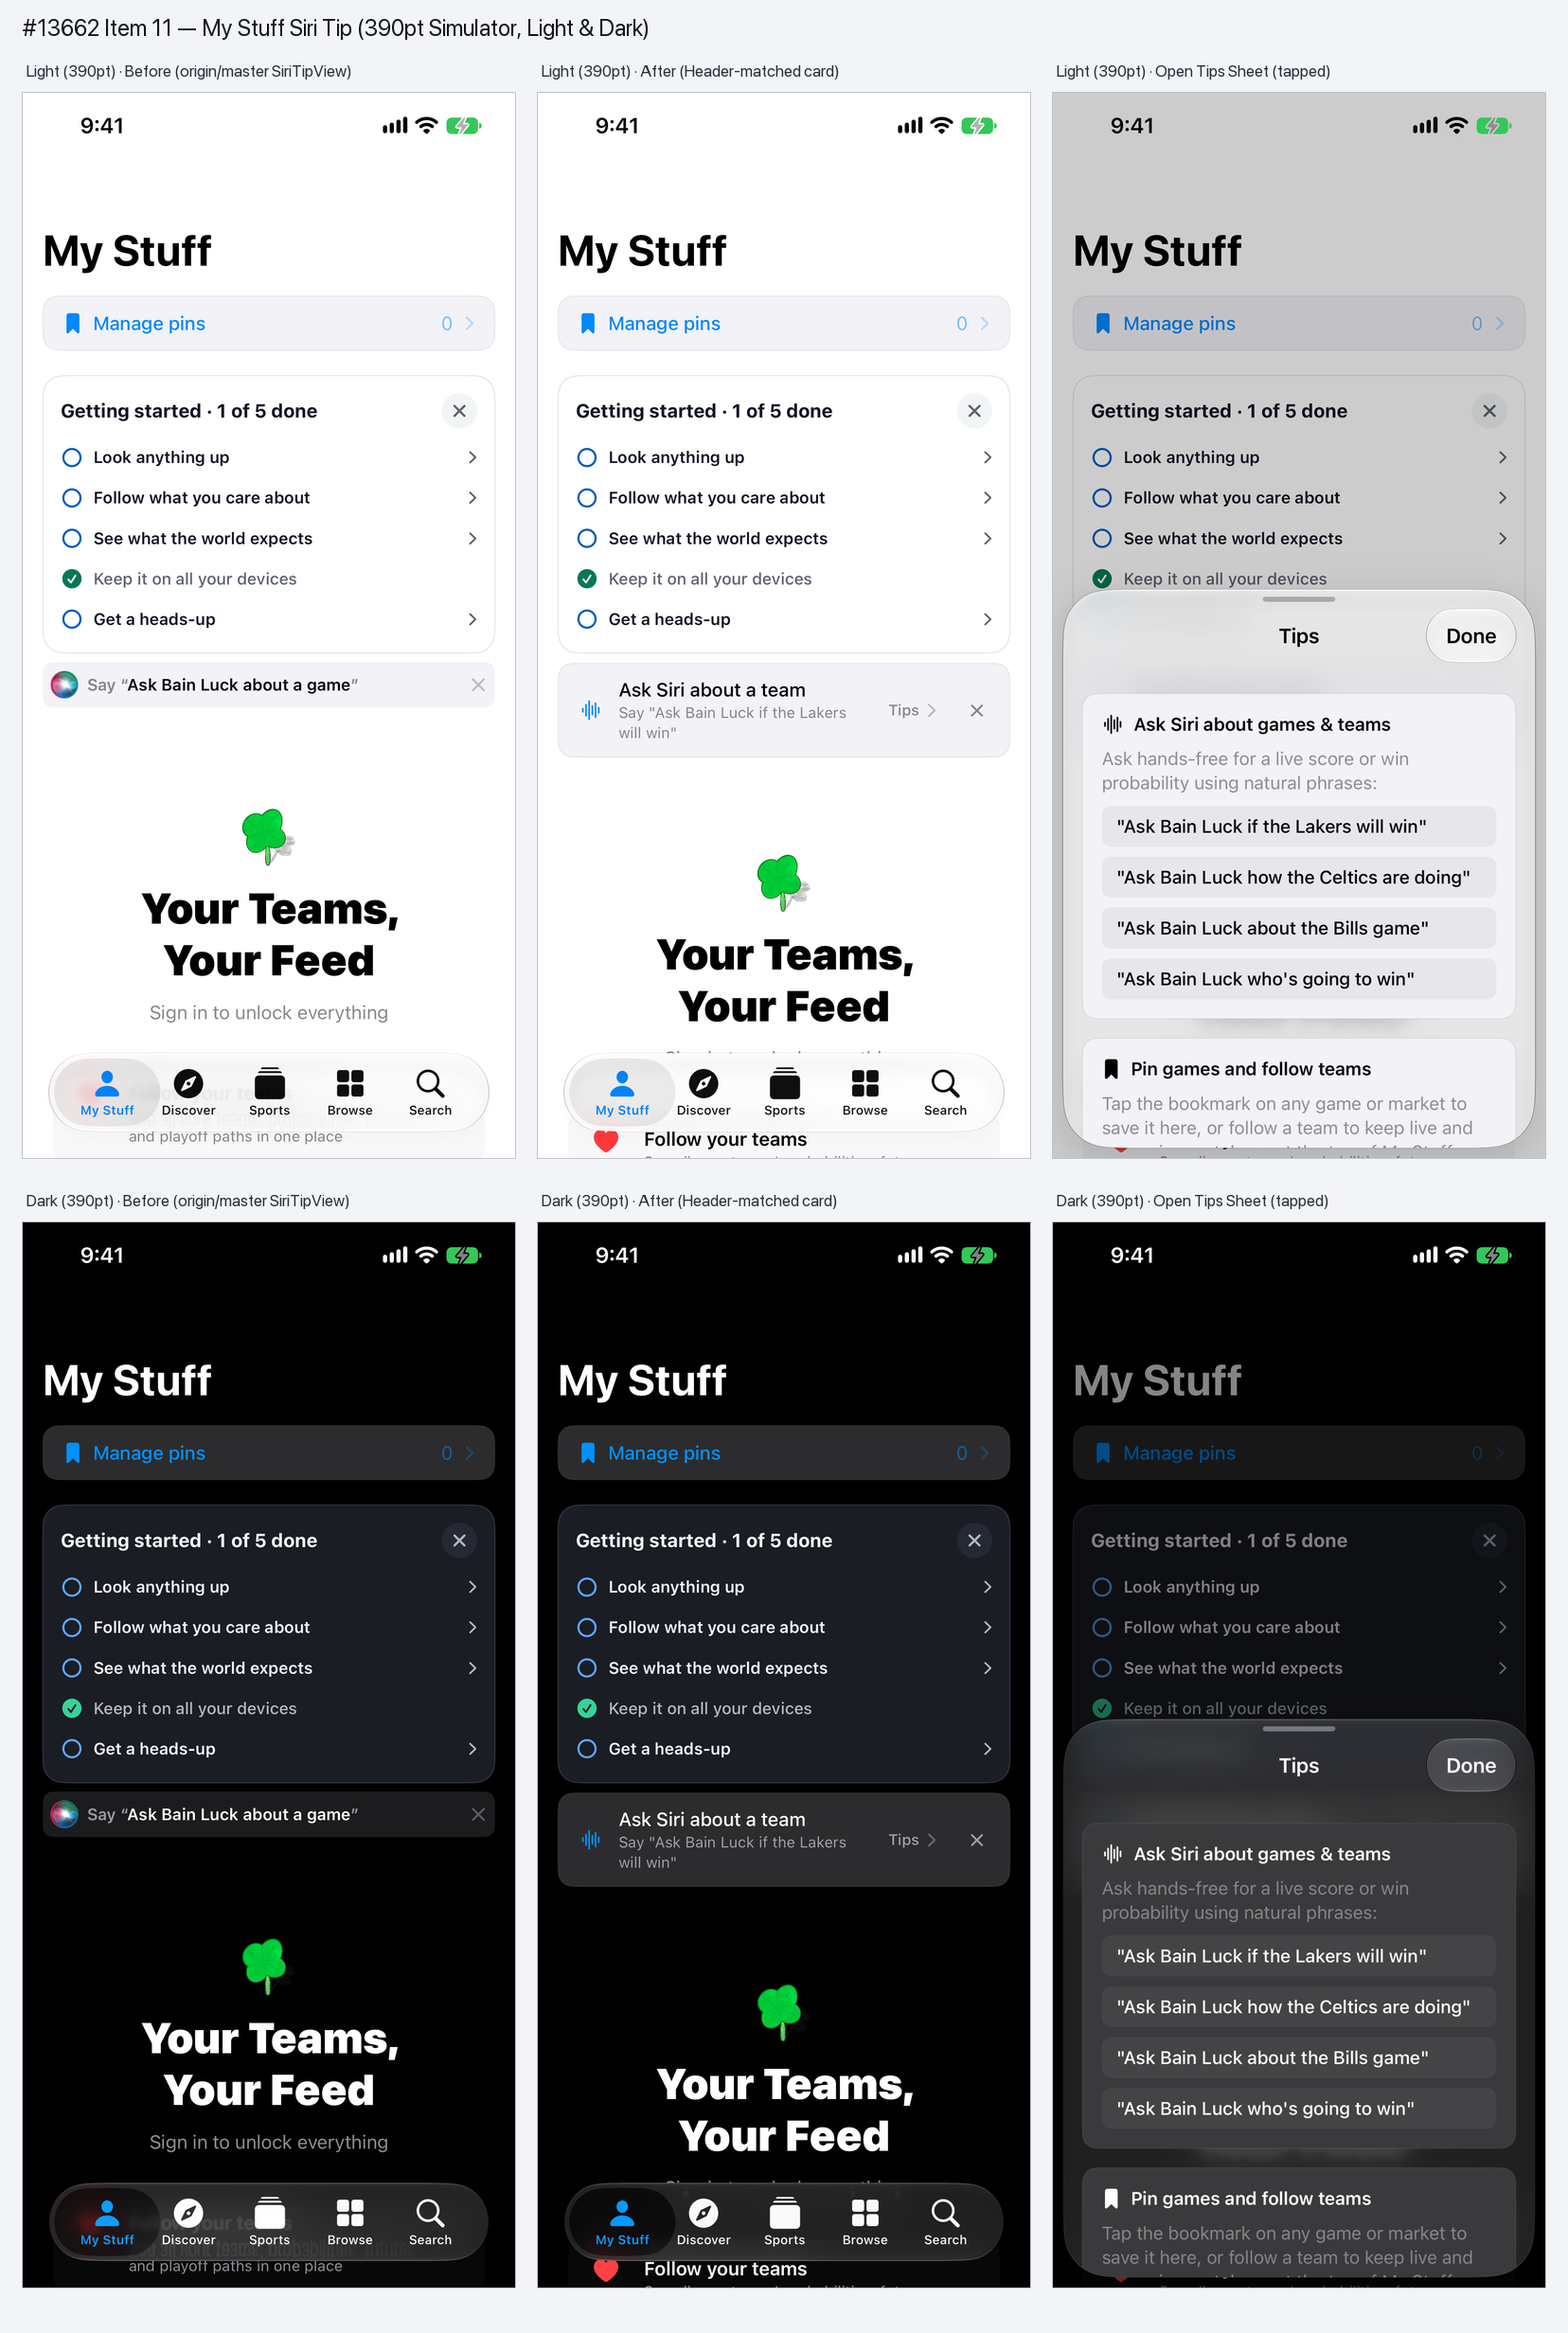 #13662 Item 11 — My Stuff Siri Tip (390pt Simulator, Light & Dark)
Light (390pt) · Before (origin/master SiriTipView)
9:41
My Stuff
Manage pins 0
Getting started · 1 of 5 done
Look anything up
Follow what you care about
See what the world expects
Keep it on all your devices
Get a heads-up
Say “Ask Bain Luck about a game”
Your Teams,
Your Feed
Sign in to unlock everything
My Stuff Discover Sports Browse Search
and playoff paths in one place
Light (390pt) · After (Header-matched card)
9:41
My Stuff
Manage pins 0
Getting started · 1 of 5 done
Look anything up
Follow what you care about
See what the world expects
Keep it on all your devices
Get a heads-up
Ask Siri about a team
Say "Ask Bain Luck if the Lakers
will win"
Tips
Your Teams,
Your Feed
My Stuff Discover Sports Browse Search
Follow your teams
Light (390pt) · Open Tips Sheet (tapped)
9:41
My Stuff
Manage pins 0
Getting started · 1 of 5 done
Look anything up
Follow what you care about
See what the world expects
Keep it on all your devices
Tips Done
Ask Siri about games & teams
Ask hands-free for a live score or win
probability using natural phrases:
"Ask Bain Luck if the Lakers will win"
"Ask Bain Luck how the Celtics are doing"
"Ask Bain Luck about the Bills game"
"Ask Bain Luck who's going to win"
Pin games and follow teams
Tap the bookmark on any game or market to
save it here, or follow a team to keep live and
Dark (390pt) · Before (origin/master SiriTipView)
9:41
My Stuff
Manage pins 0
Getting started · 1 of 5 done
Look anything up
Follow what you care about
See what the world expects
Keep it on all your devices
Get a heads-up
Say “Ask Bain Luck about a game”
Your Teams,
Your Feed
Sign in to unlock everything
My Stuff Discover Sports Browse Search
and playoff paths in one place
Dark (390pt) · After (Header-matched card)
9:41
My Stuff
Manage pins 0
Getting started · 1 of 5 done
Look anything up
Follow what you care about
See what the world expects
Keep it on all your devices
Get a heads-up
Ask Siri about a team
Say "Ask Bain Luck if the Lakers
will win"
Tips
Your Teams,
Your Feed
My Stuff Discover Sports Browse Search
Follow your teams
Dark (390pt) · Open Tips Sheet (tapped)
9:41
My Stuff
Manage pins 0
Getting started · 1 of 5 done
Look anything up
Follow what you care about
See what the world expects
Keep it on all your devices
Tips Done
Ask Siri about games & teams
Ask hands-free for a live score or win
probability using natural phrases:
"Ask Bain Luck if the Lakers will win"
"Ask Bain Luck how the Celtics are doing"
"Ask Bain Luck about the Bills game"
"Ask Bain Luck who's going to win"
Pin games and follow teams
Tap the bookmark on any game or market to
save it here, or follow a team to keep live and